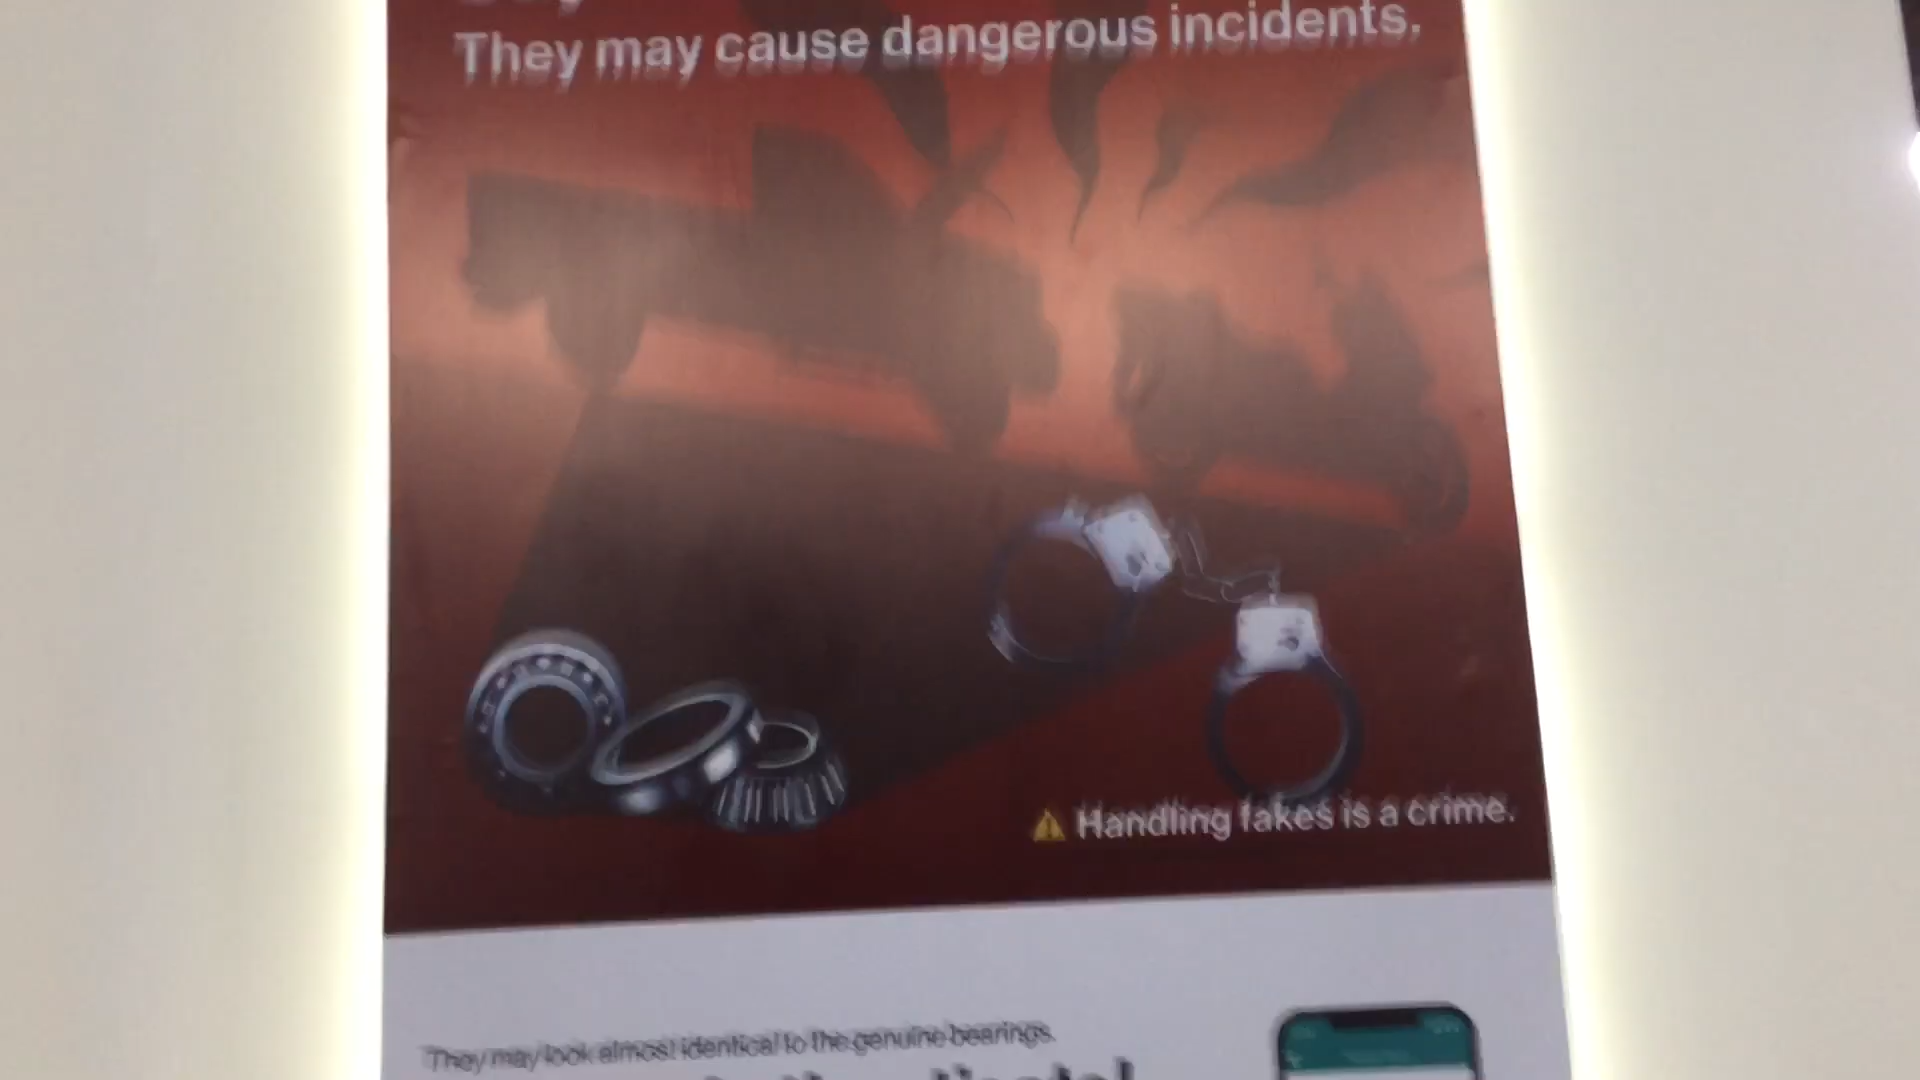 They may cause dangerous incidents.
Handling fakes is a crime.
They may look almost identical to the genuine bearings.